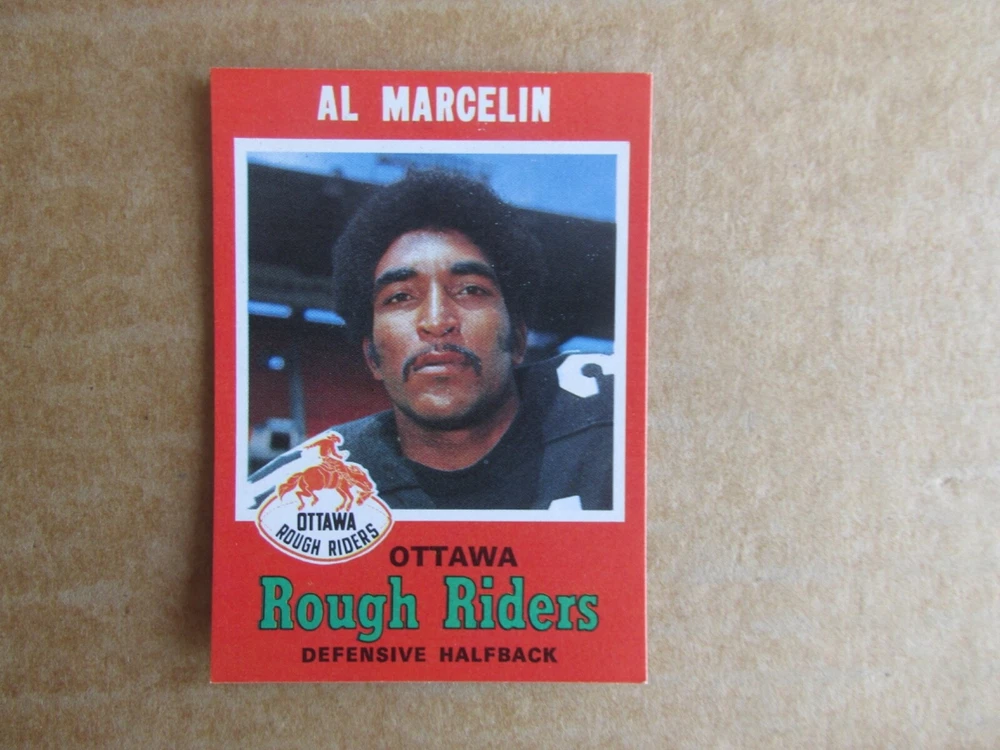 AL MARCELIN
OTTAWA
ROUGH RIDERS
OTTAWA
Rough Riders
DEFENSIVE HALFBACK